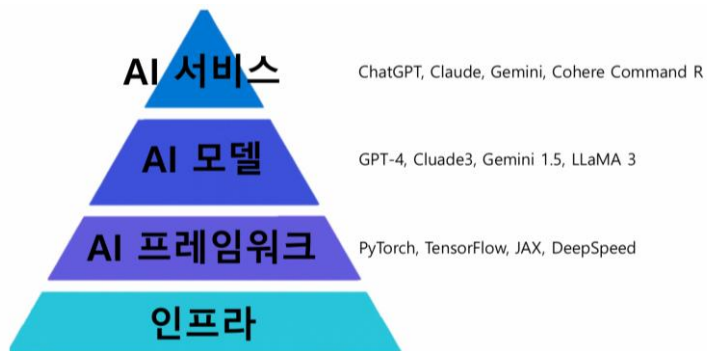 AI 서비스
ChatGPT, Claude, Gemini, Cohere Command R
AI 모델
GPT-4, Cluade3, Gemini 1.5, LLaMA 3
AI 프레임워크
PyTorch, TensorFlow, JAX, DeepSpeed
인프라